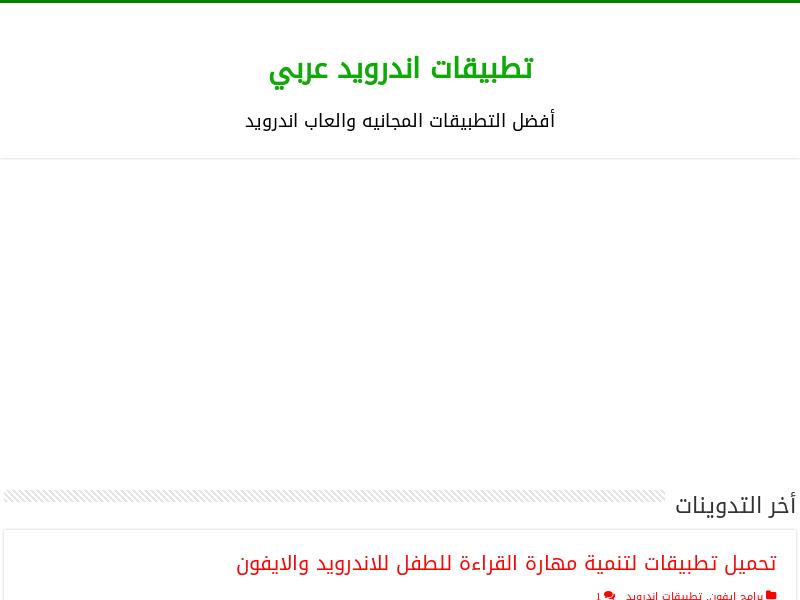 تطبيقات اندرويد عربي
أفضل التطبيقات المجانيه والعاب اندرويد
أخر التدوينات
تحميل تطبيقات لتنمية مهارة القراءة للطفل للاندرويد والايفون
برامج ايفون, تطبيقات اندرويد 1